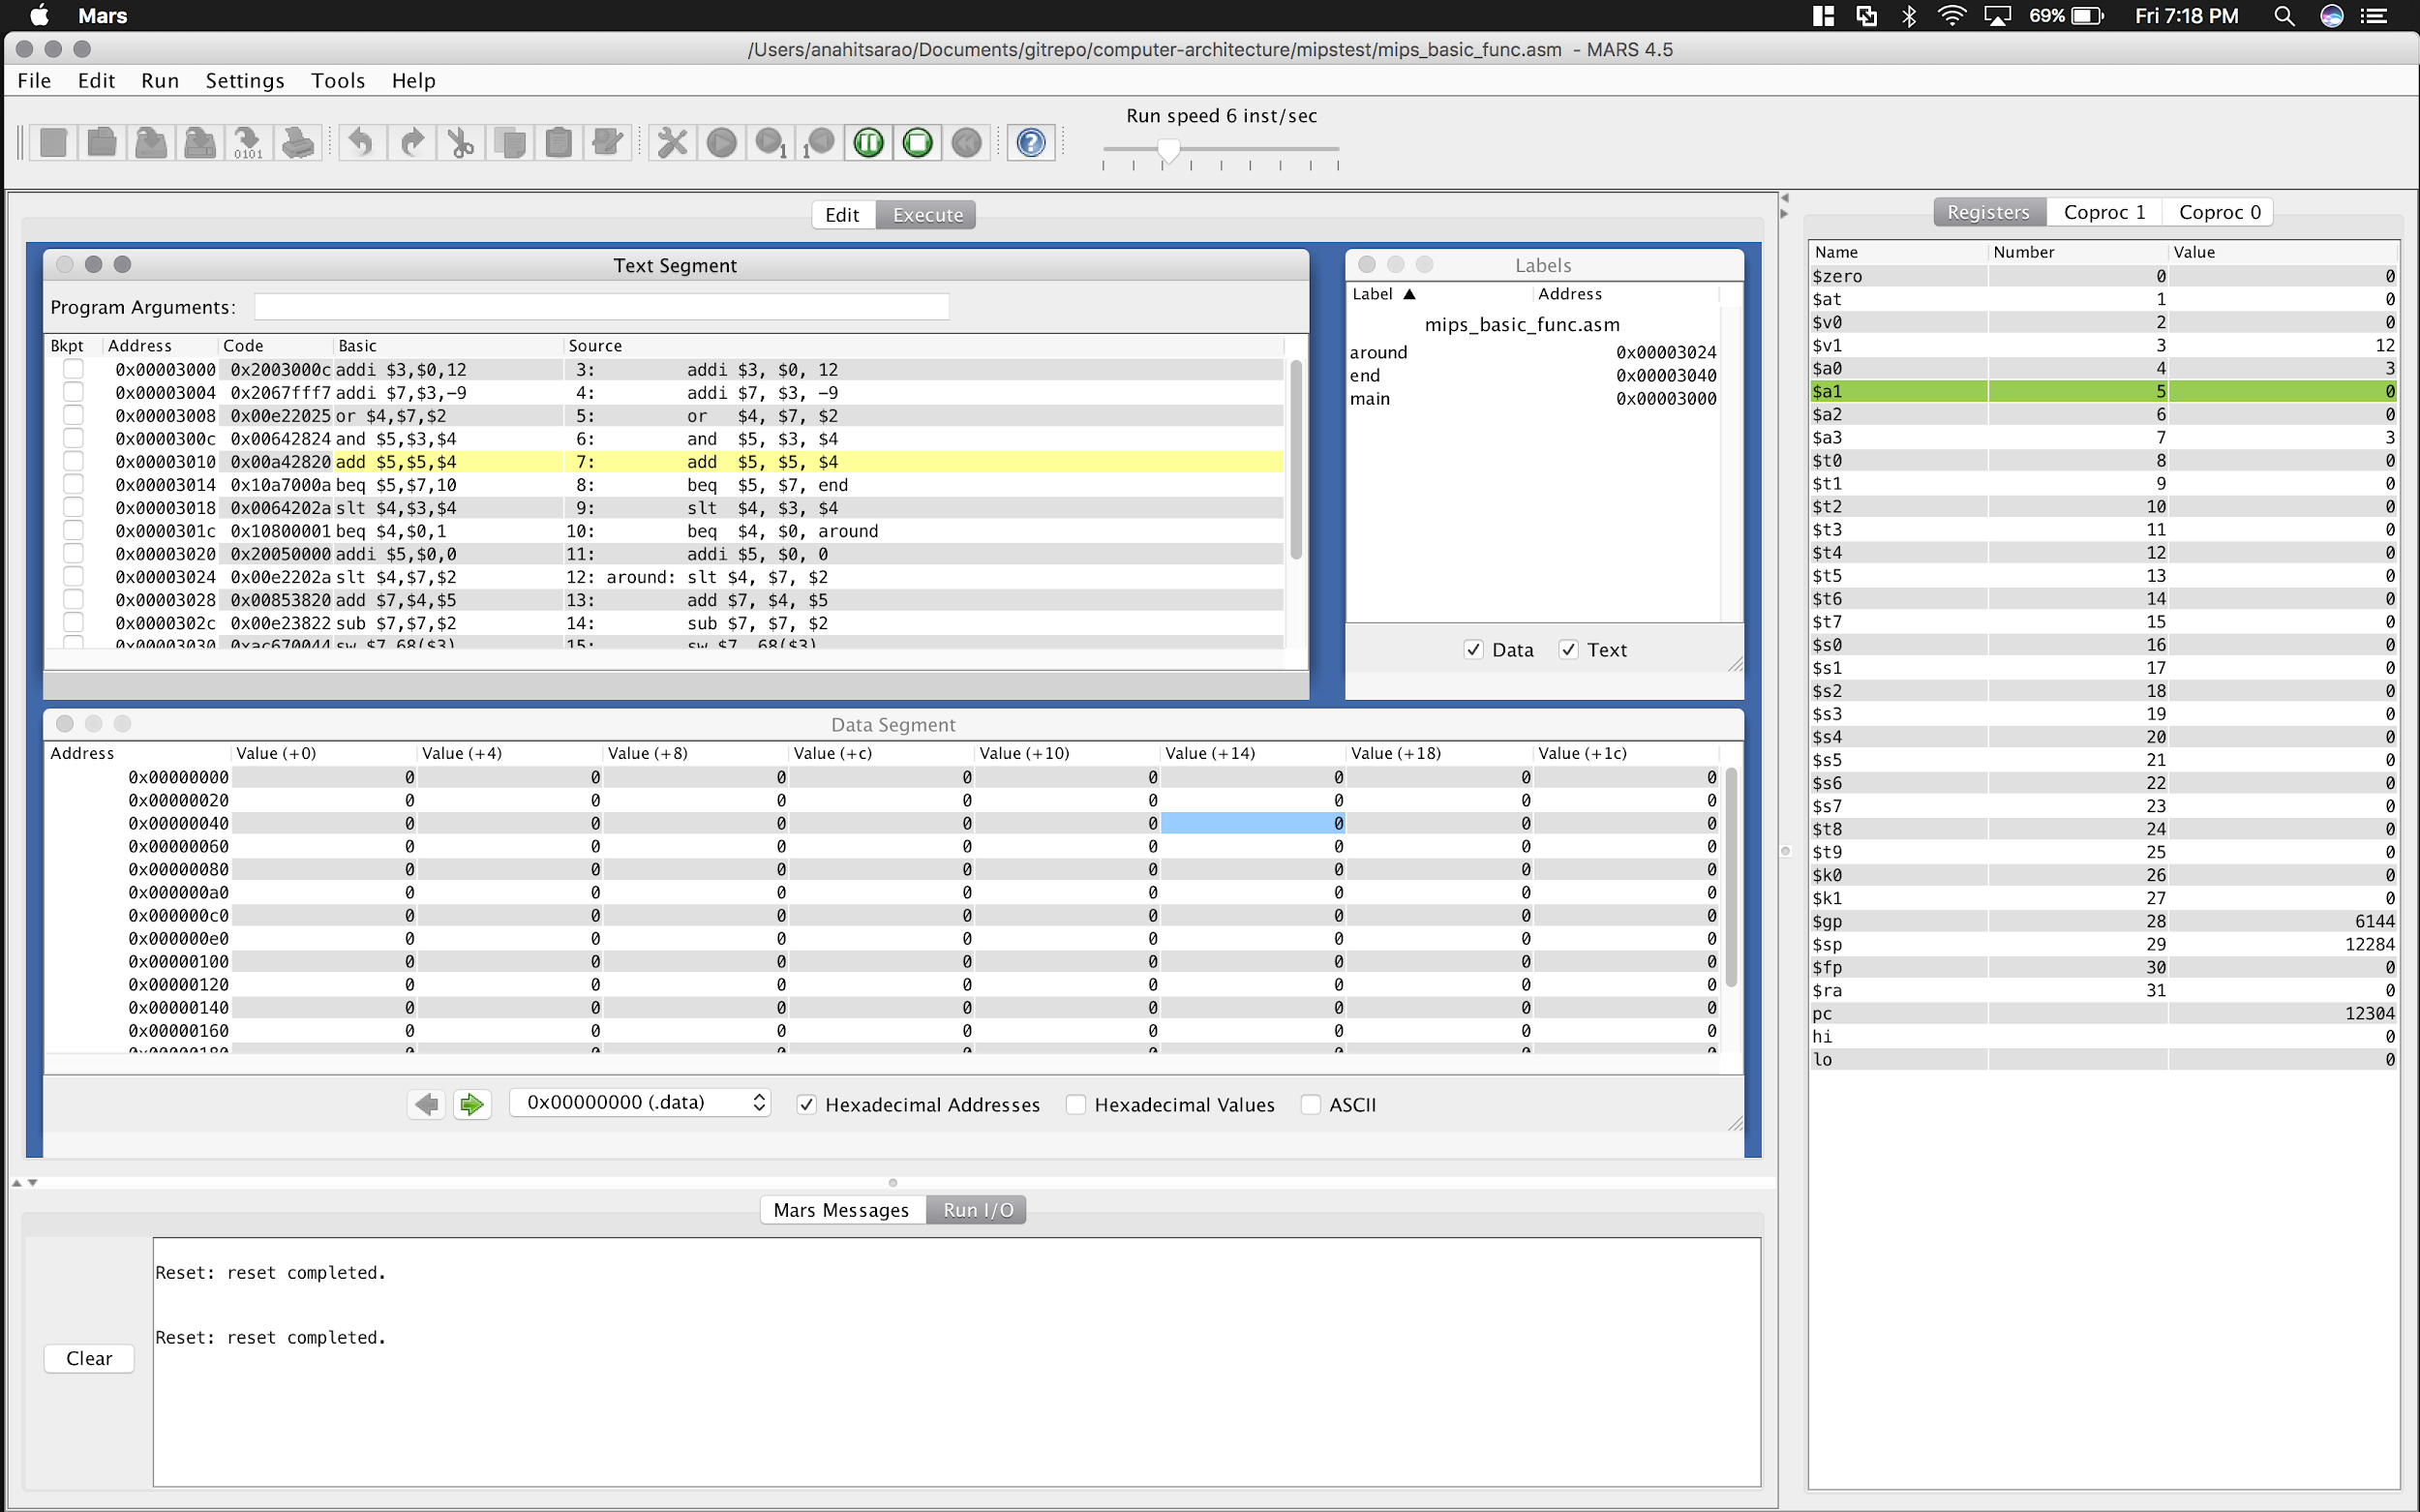 Mars 69% Fri 7:18 PM
/Users/anahitsarao/Documents/gitrepo/computer-architecture/mipstest/mips_basic_func.asm - MARS 4.5
File Edit Run Settings Tools Help
Run speed 6 inst/sec
0101 1 1
Edit Execute
Text Segment
Program Arguments:
Bkpt Address Code Basic Source
0x00003000 0x2003000c addi $3,$0,12 3: addi $3, $0, 12
0x00003004 0x2067fff7 addi $7,$3,-9 4: addi $7, $3, -9
0x00003008 0x00e22025 or $4,$7,$2 5: or $4, $7, $2
0x0000300c 0x00642824 and $5,$3,$4 6: and $5, $3, $4
0x00003010 0x00a42820 add $5,$5,$4 7: add $5, $5, $4
0x00003014 0x10a7000a beq $5,$7,10 8: beq $5, $7, end
0x00003018 0x0064202a slt $4,$3,$4 9: slt $4, $3, $4
0x0000301c 0x10800001 beq $4,$0,1 10: beq $4, $0, around
0x00003020 0x20050000 addi $5,$0,0 11: addi $5, $0, 0
0x00003024 0x00e2202a slt $4,$7,$2 12: around: slt $4, $7, $2
0x00003028 0x00853820 add $7,$4,$5 13: add $7, $4, $5
0x0000302c 0x00e23822 sub $7,$7,$2 14: sub $7, $7, $2
0x00003030 0xac670044 sw $7,68($3) 15: sw $7, 68($3)
Labels
Label ▲ Address
mips_basic_func.asm
around 0x00003024
end 0x00003040
main 0x00003000
Data Text
Data Segment
Address Value (+0) Value (+4) Value (+8) Value (+c) Value (+10) Value (+14) Value (+18) Value (+1c)
0x00000000 0 0 0 0 0 0 0 0
0x00000020 0 0 0 0 0 0 0 0
0x00000040 0 0 0 0 0 0 0 0
0x00000060 0 0 0 0 0 0 0 0
0x00000080 0 0 0 0 0 0 0 0
0x000000a0 0 0 0 0 0 0 0 0
0x000000c0 0 0 0 0 0 0 0 0
0x000000e0 0 0 0 0 0 0 0 0
0x00000100 0 0 0 0 0 0 0 0
0x00000120 0 0 0 0 0 0 0 0
0x00000140 0 0 0 0 0 0 0 0
0x00000160 0 0 0 0 0 0 0 0
0x00000180 0 0 0 0 0 0 0 0
0x00000000 (.data) Hexadecimal Addresses Hexadecimal Values ASCII
Mars Messages Run I/O
Reset: reset completed.
Reset: reset completed.
Clear
Registers Coproc 1 Coproc 0
Name Number Value
$zero 0 0
$at 1 0
$v0 2 0
$v1 3 12
$a0 4 3
$a1 5 0
$a2 6 0
$a3 7 3
$t0 8 0
$t1 9 0
$t2 10 0
$t3 11 0
$t4 12 0
$t5 13 0
$t6 14 0
$t7 15 0
$s0 16 0
$s1 17 0
$s2 18 0
$s3 19 0
$s4 20 0
$s5 21 0
$s6 22 0
$s7 23 0
$t8 24 0
$t9 25 0
$k0 26 0
$k1 27 0
$gp 28 6144
$sp 29 12284
$fp 30 0
$ra 31 0
pc 12304
hi 0
lo 0